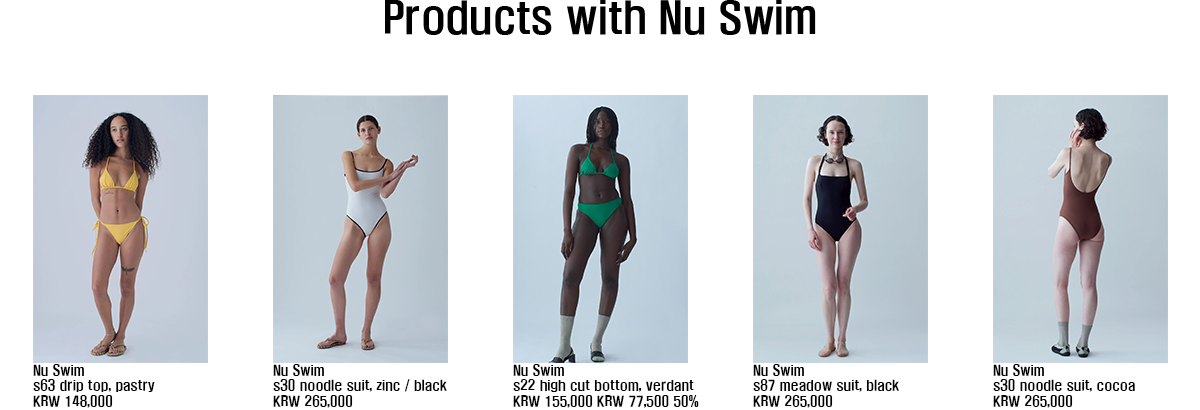 Products with Nu Swim
Nu Swim
s63 drip top, pastry
KRW 148,000
Nu Swim
s30 noodle suit, zinc / black
KRW 265,000
Nu Swim
s22 high cut bottom, verdant
KRW 155,000 KRW 77,500 50%
Nu Swim
s87 meadow suit, black
KRW 265,000
Nu Swim
s30 noodle suit, cocoa
KRW 265,000